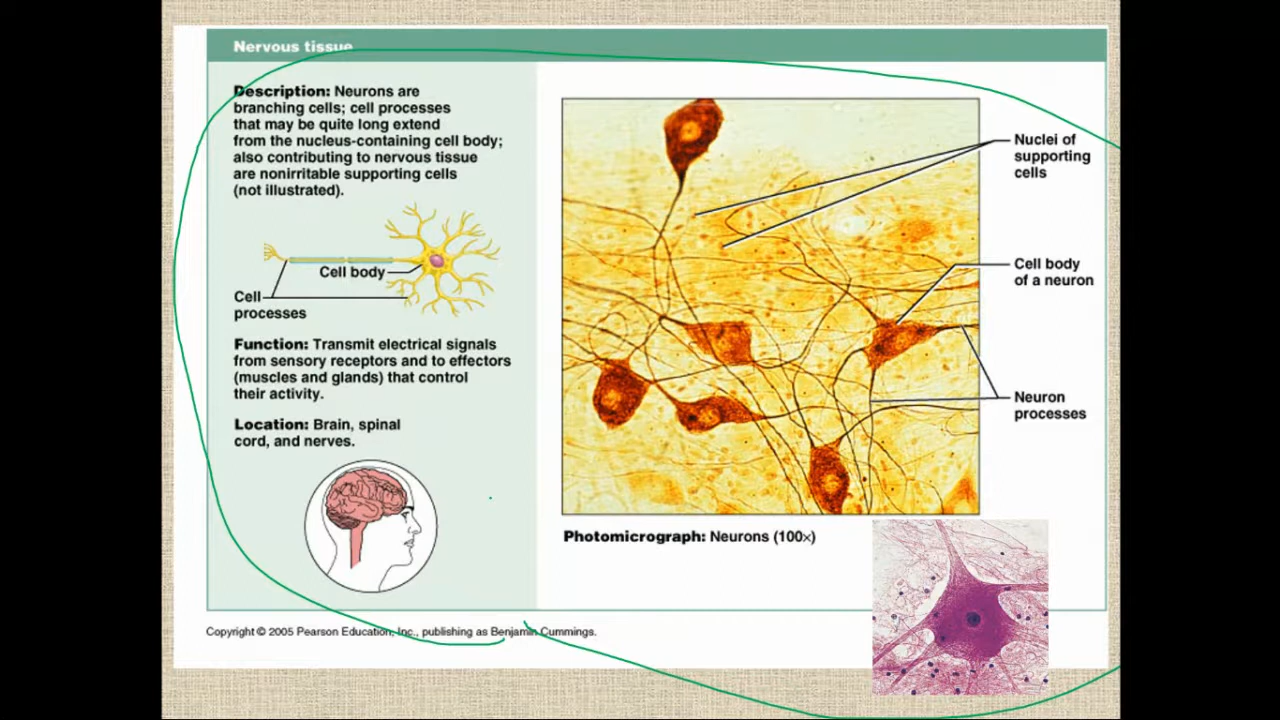 Nervous tissue
Description: Neurons are
branching cells; cell processes
that may be quite long extend
from the nucleus-containing cell body;
also contributing to nervous tissue
are nonirritable supporting cells
(not illustrated).
Cell body
Cell
processes
Function: Transmit electrical signals
from sensory receptors and to effectors
(muscles and glands) that control
their activity.
Location: Brain, spinal
cord, and nerves.
Nuclei of
supporting
cells
Cell body
of a neuron
Neuron
processes
Photomicrograph: Neurons (100×)
Copyright © 2005 Pearson Education, Inc., publishing as Benjamin Cummings.